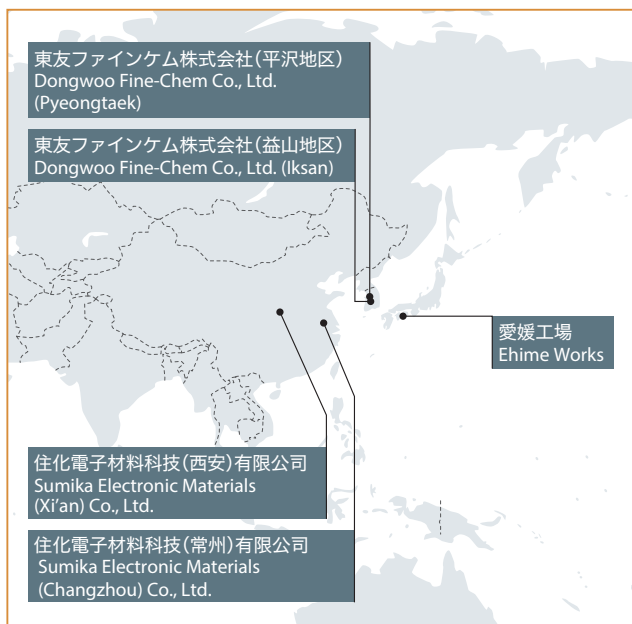 東友ファインケム株式会社（平沢地区）
Dongwoo Fine-Chem Co., Ltd.
(Pyeongtaek)
東友ファインケム株式会社（益山地区）
Dongwoo Fine-Chem Co., Ltd. (Iksan)
愛媛工場
Ehime Works
住化電子材料科技（西安）有限公司
Sumika Electronic Materials
(Xi’an) Co., Ltd.
住化電子材料科技（常州）有限公司
Sumika Electronic Materials
(Changzhou) Co., Ltd.